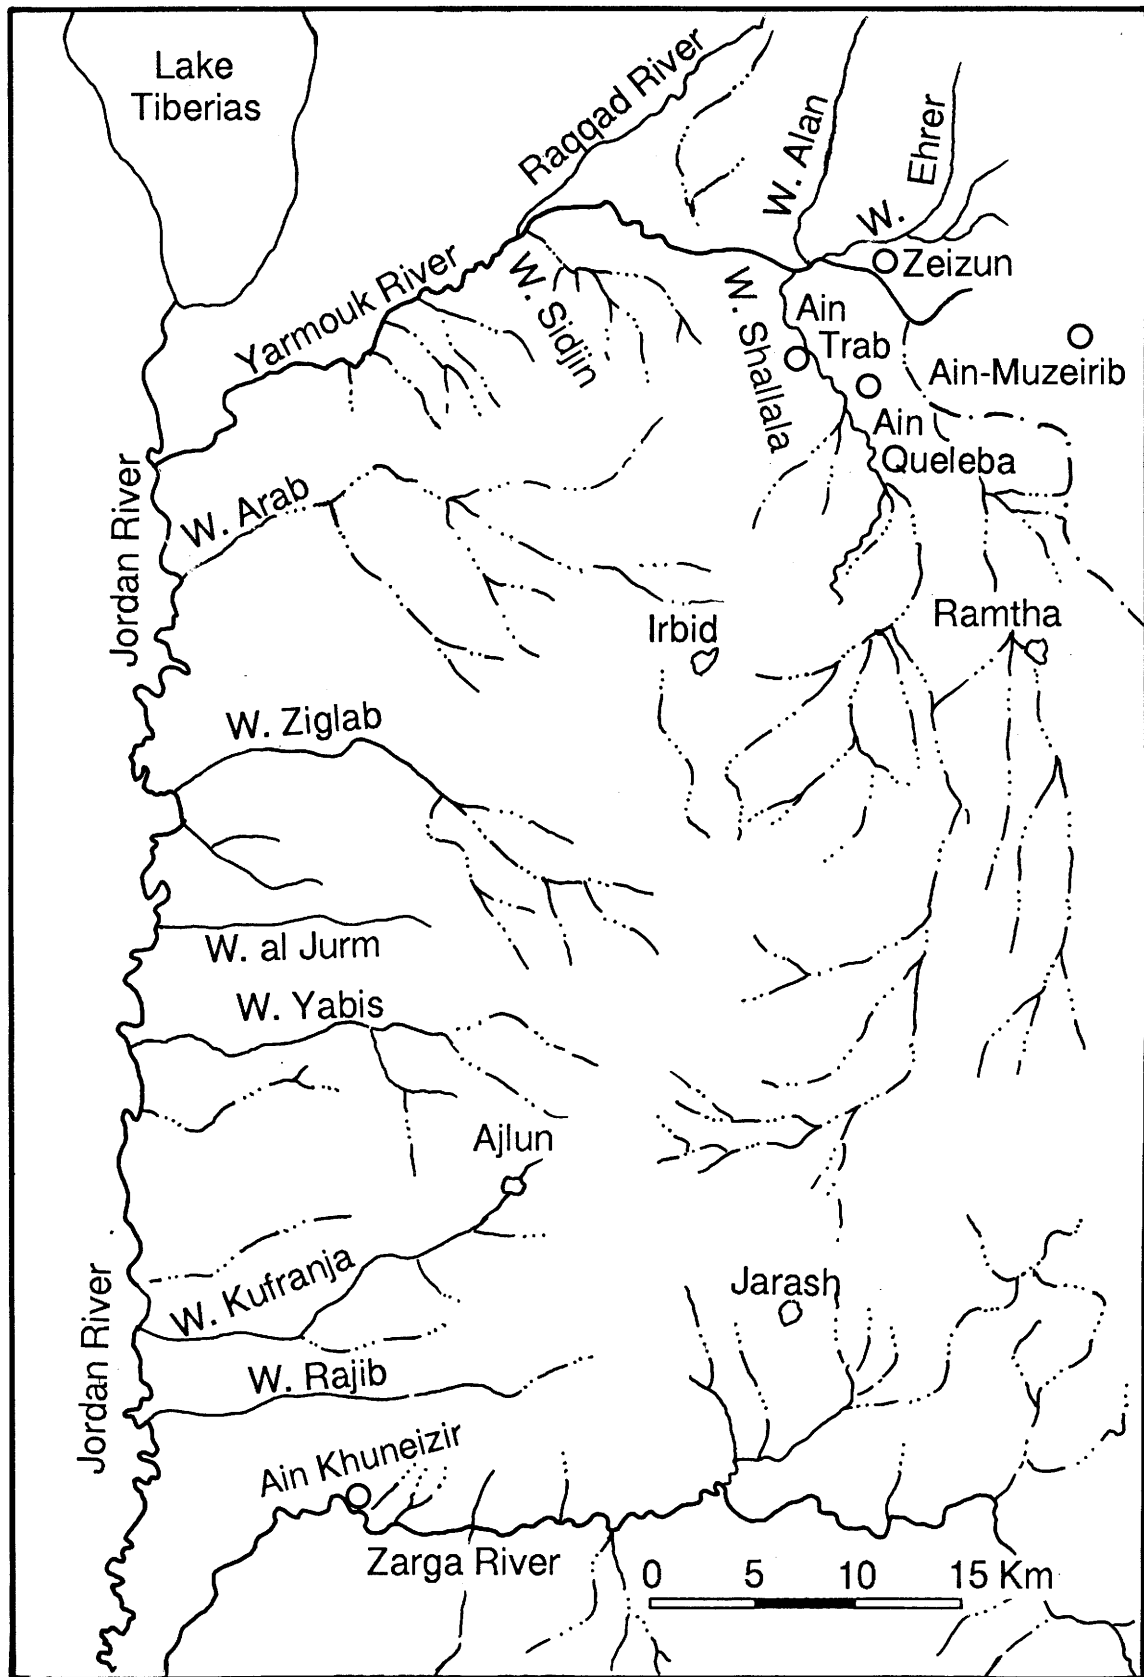 Lake
Tiberias
Raqqad River
W. Alan
W. Ehrer
Zeizun
Yarmouk River
W. Sidjin
W. Shallala
Ain
Trab
Ain-Muzeirib
Ain
Queleba
Jordan River
W. Arab
Irbid
Ramtha
W. Ziglab
W. al Jurm
W. Yabis
Ajlun
W. Kufranja
Jarash
Jordan River
W. Rajib
Ain Khuneizir
Zarga River
0 5 10 15 Km